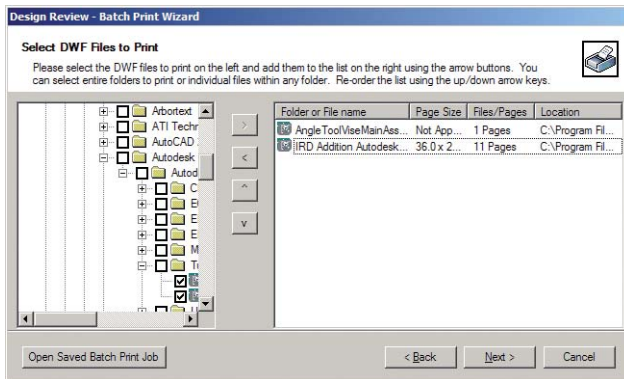 Design Review - Batch Print Wizard
Select DWF Files to Print
Please select the DWF files to print on the left and add them to the list on the right using the arrow buttons. You
can select entire folders to print or individual files within any folder. Re-order the list using the up/down arrow keys.
Arbortext
ATI Techr
AutoCAD
Autodesk
Autod
C
E
E
M
>
<
^
v
Folder or File name Page Size Files/Pages Location
AngleToolViseMainAss... Not App... 1 Pages C:\Program Fil...
IRD Addition Autodesk... 36.0 x 2... 11 Pages C:\Program Fil...
Open Saved Batch Print Job
< Back Next > Cancel